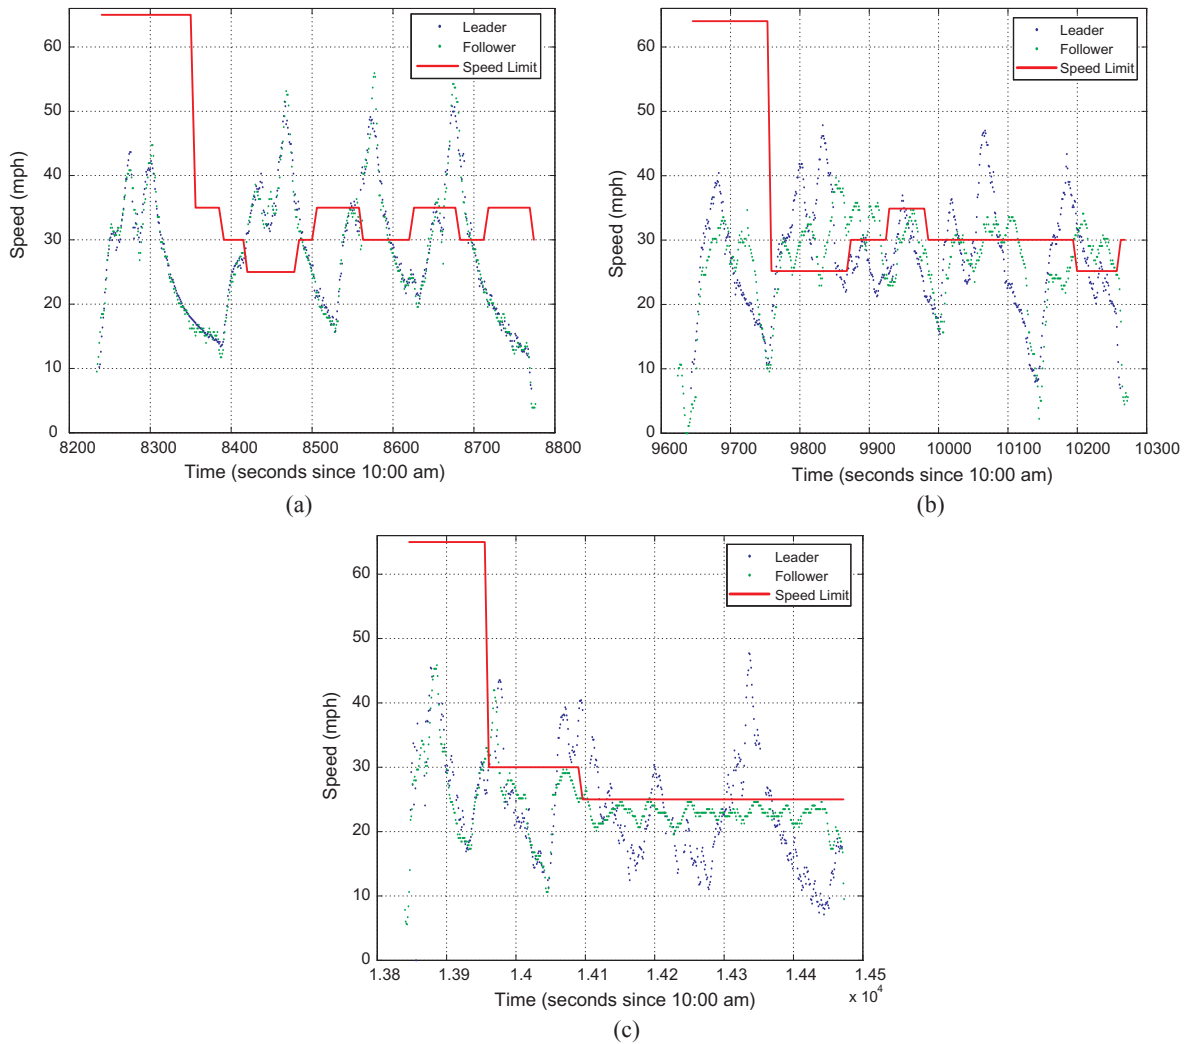 60
50
40
30
20
10
0
Speed (mph)
Leader
Follower
Speed Limit
8200 8300 8400 8500 8600 8700 8800
Time (seconds since 10:00 am)
(a)
60
50
40
30
20
10
0
Speed (mph)
Leader
Follower
Speed Limit
9600 9700 9800 9900 10000 10100 10200 10300
Time (seconds since 10:00 am)
(b)
60
50
40
30
20
10
0
Speed (mph)
Leader
Follower
Speed Limit
1.38 1.39 1.4 1.41 1.42 1.43 1.44 1.45
x 10⁴
Time (seconds since 10:00 am)
(c)